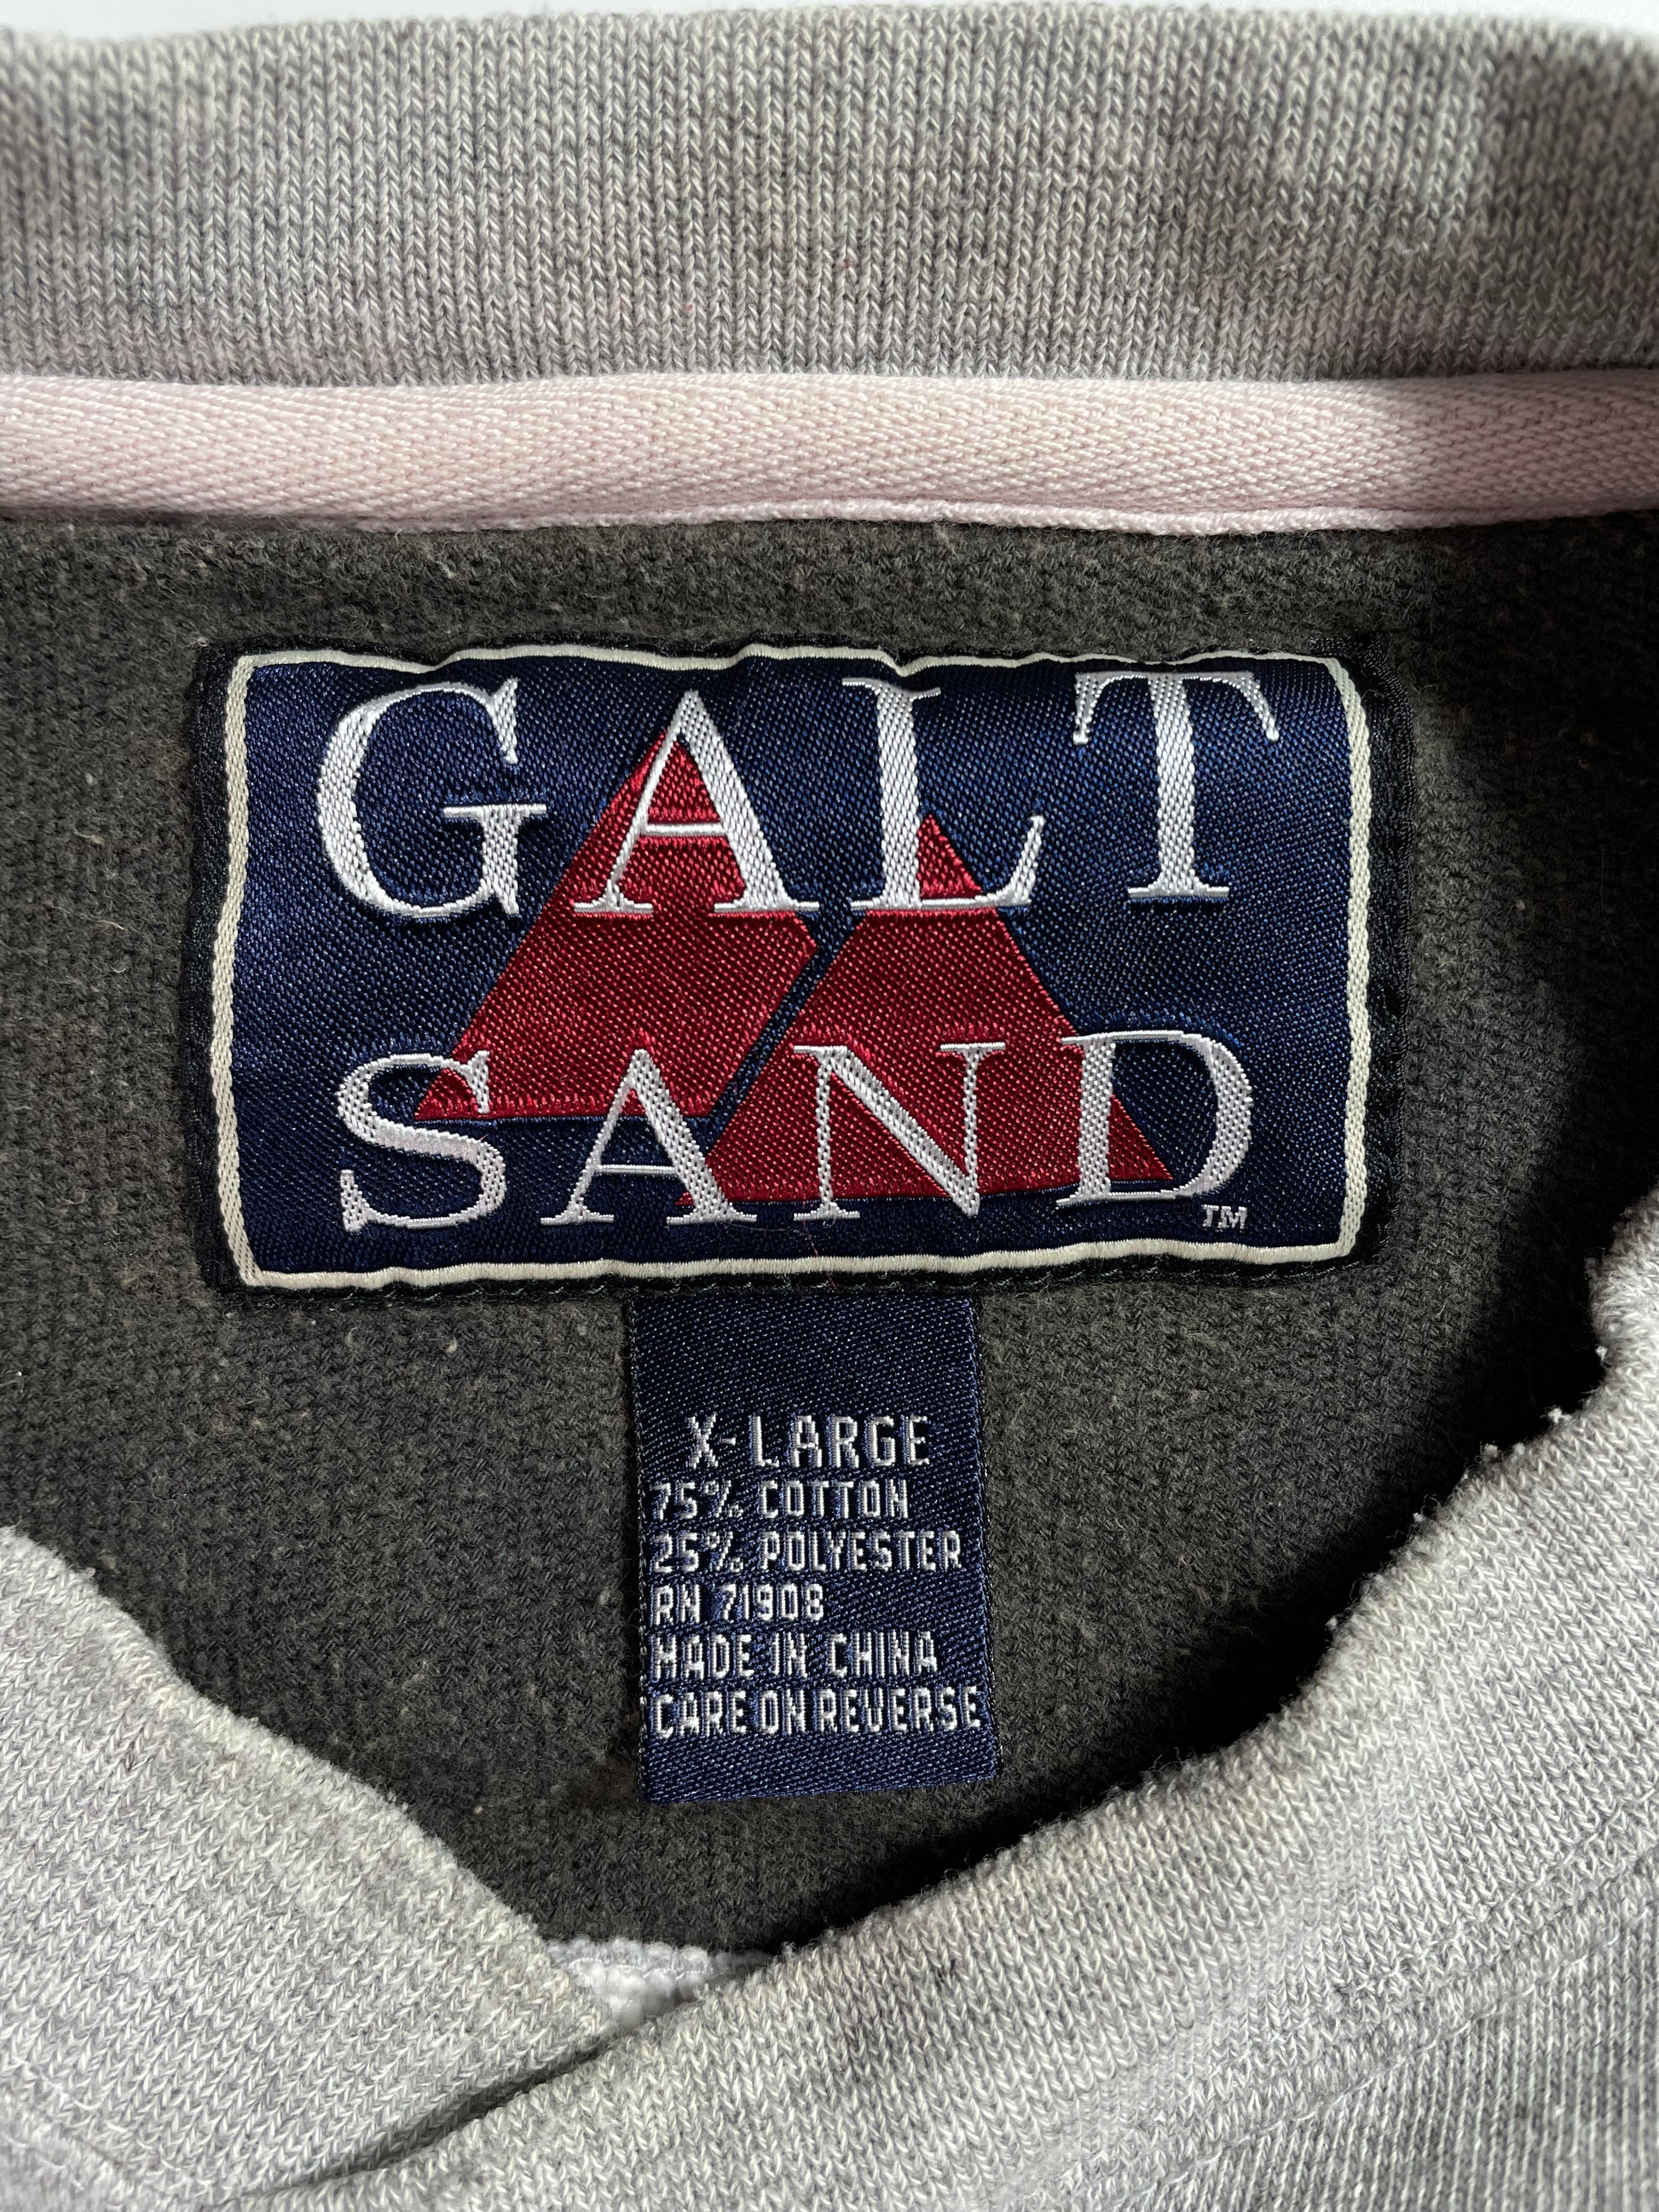 GALT
SAND
TM
X-LARGE
75% COTTON
25% POLYESTER
RN 71908
MADE IN CHINA
CARE ON REVERSE